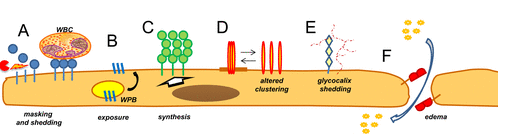 A
WBC
B
C
D
E
F
WPB
masking
and shedding
exposure
synthesis
altered
clustering
glycocalix
shedding
edema